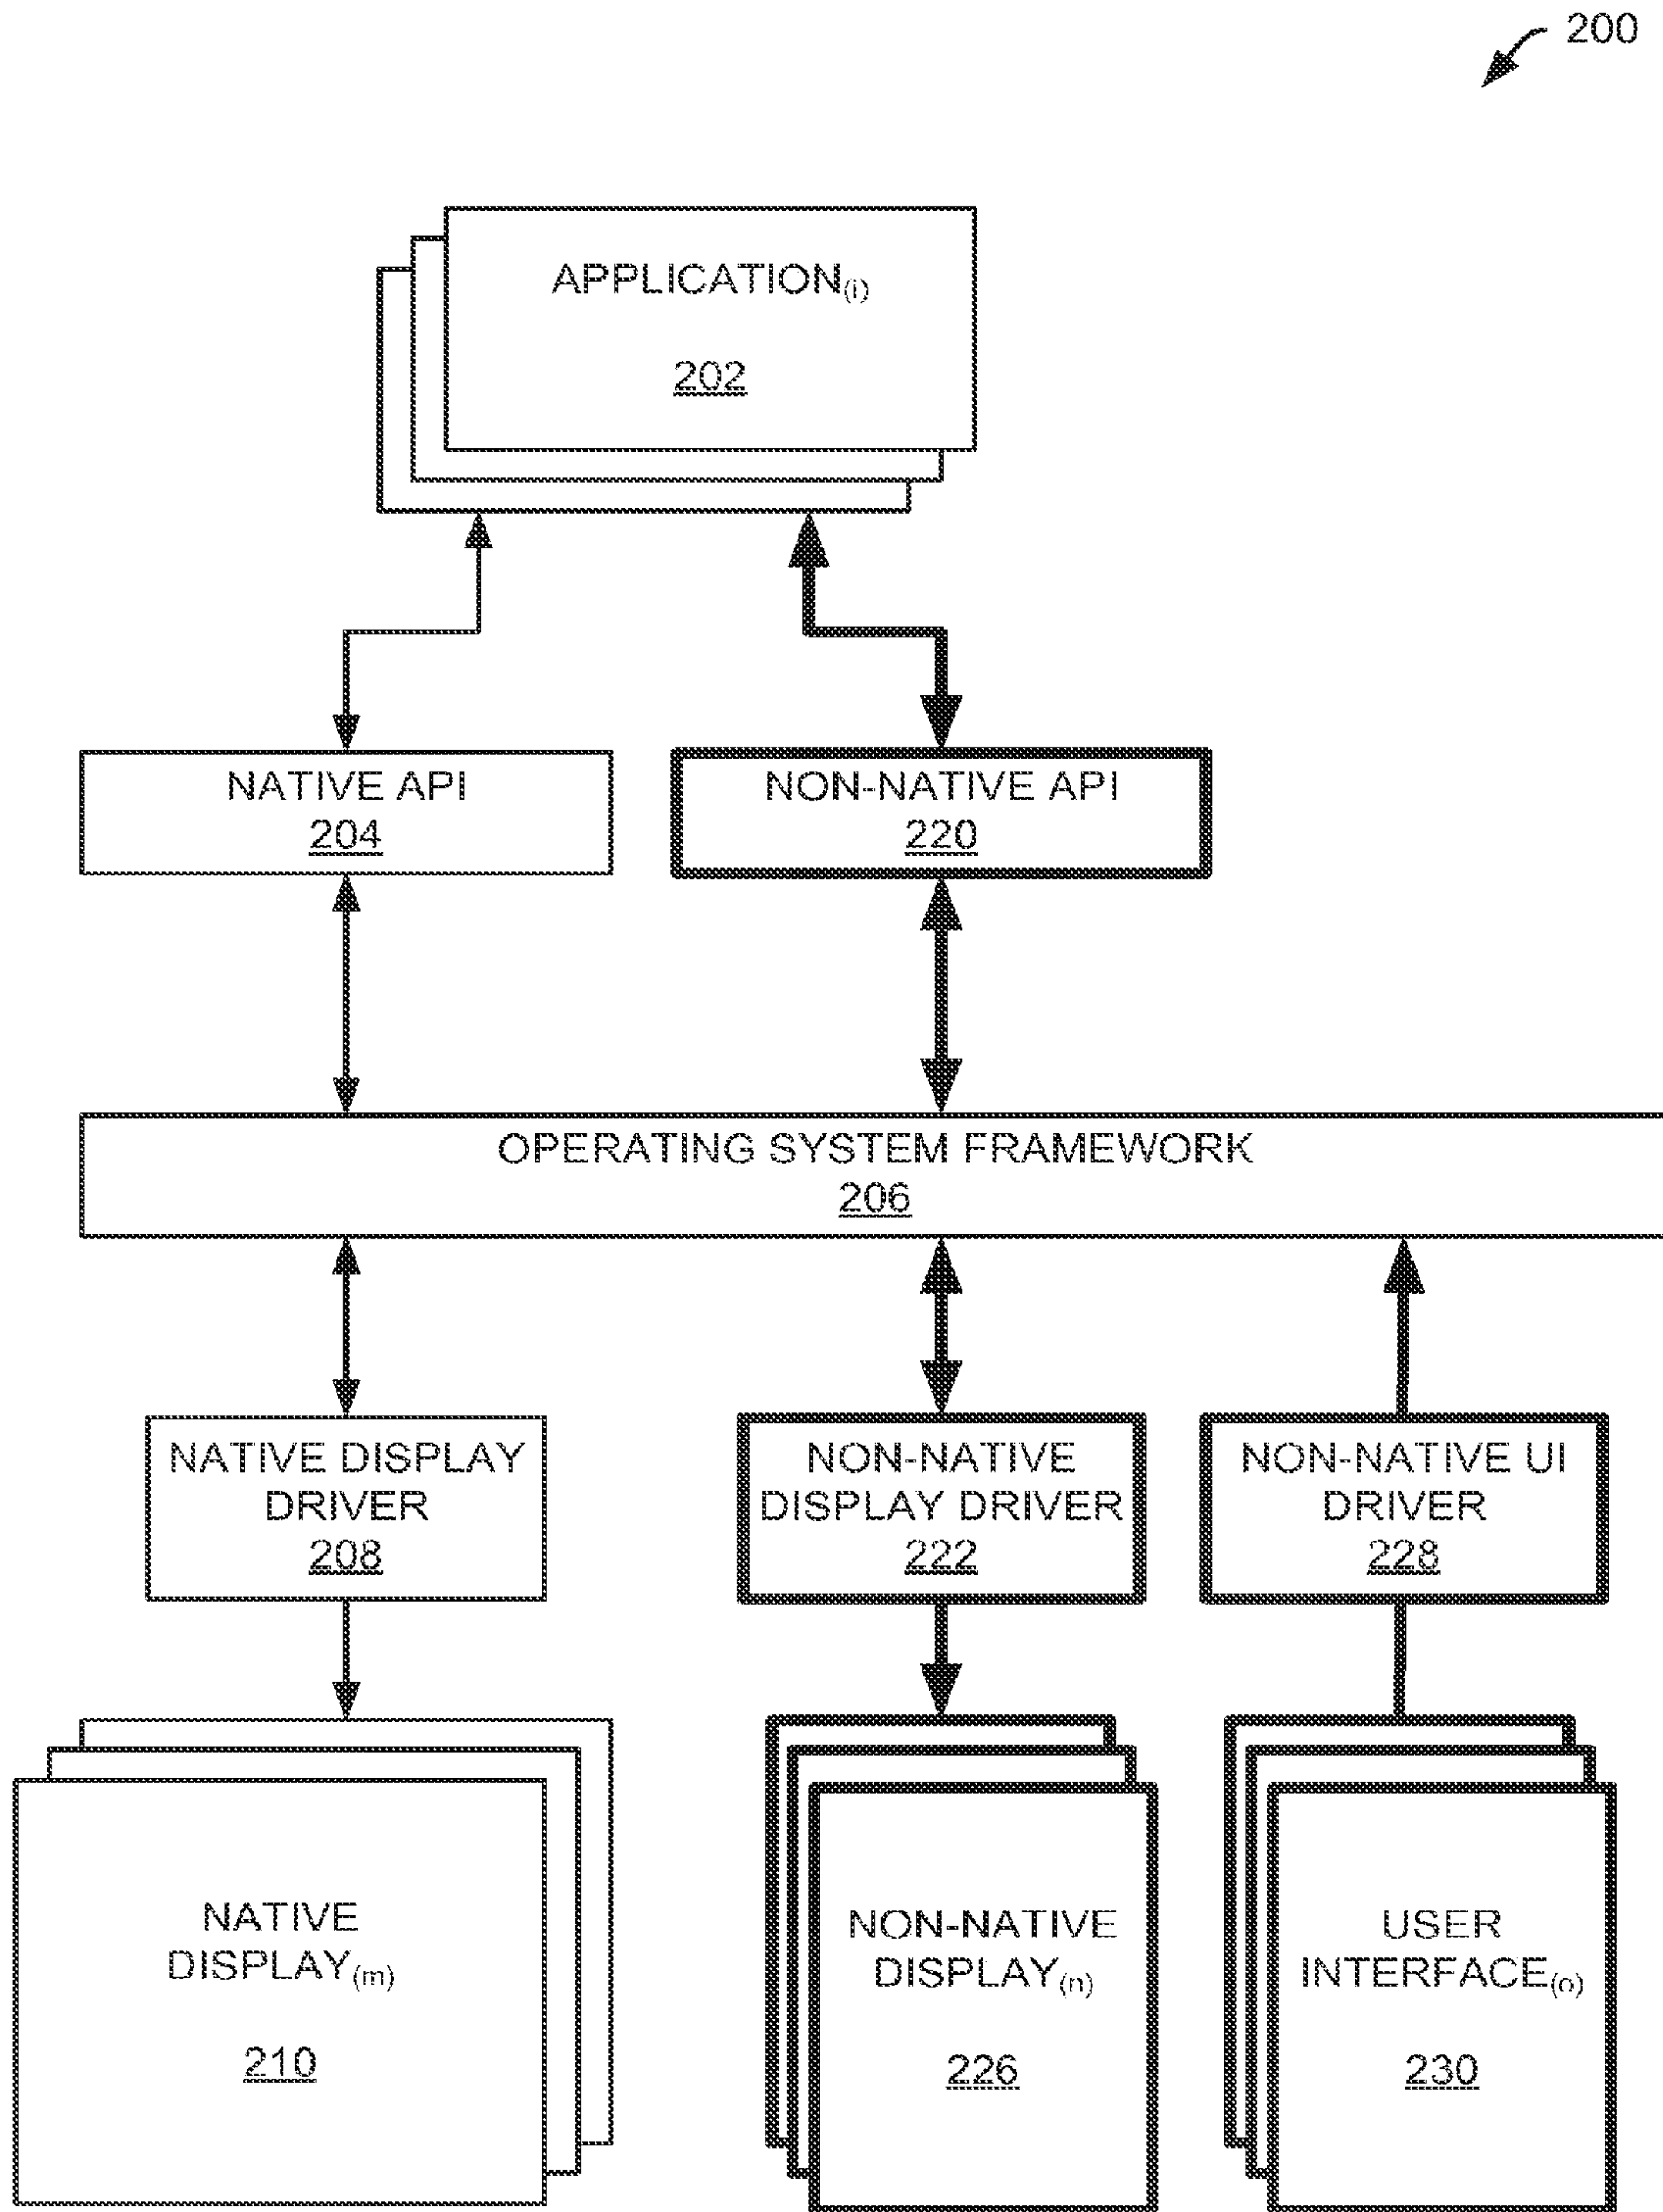 200
APPLICATION(i)
202
NATIVE API
204
NON-NATIVE API
220
OPERATING SYSTEM FRAMEWORK
206
NATIVE DISPLAY
DRIVER
208
NON-NATIVE
DISPLAY DRIVER
222
NON-NATIVE UI
DRIVER
228
NATIVE
DISPLAY(m)
210
NON-NATIVE
DISPLAY(n)
226
USER
INTERFACE(o)
230